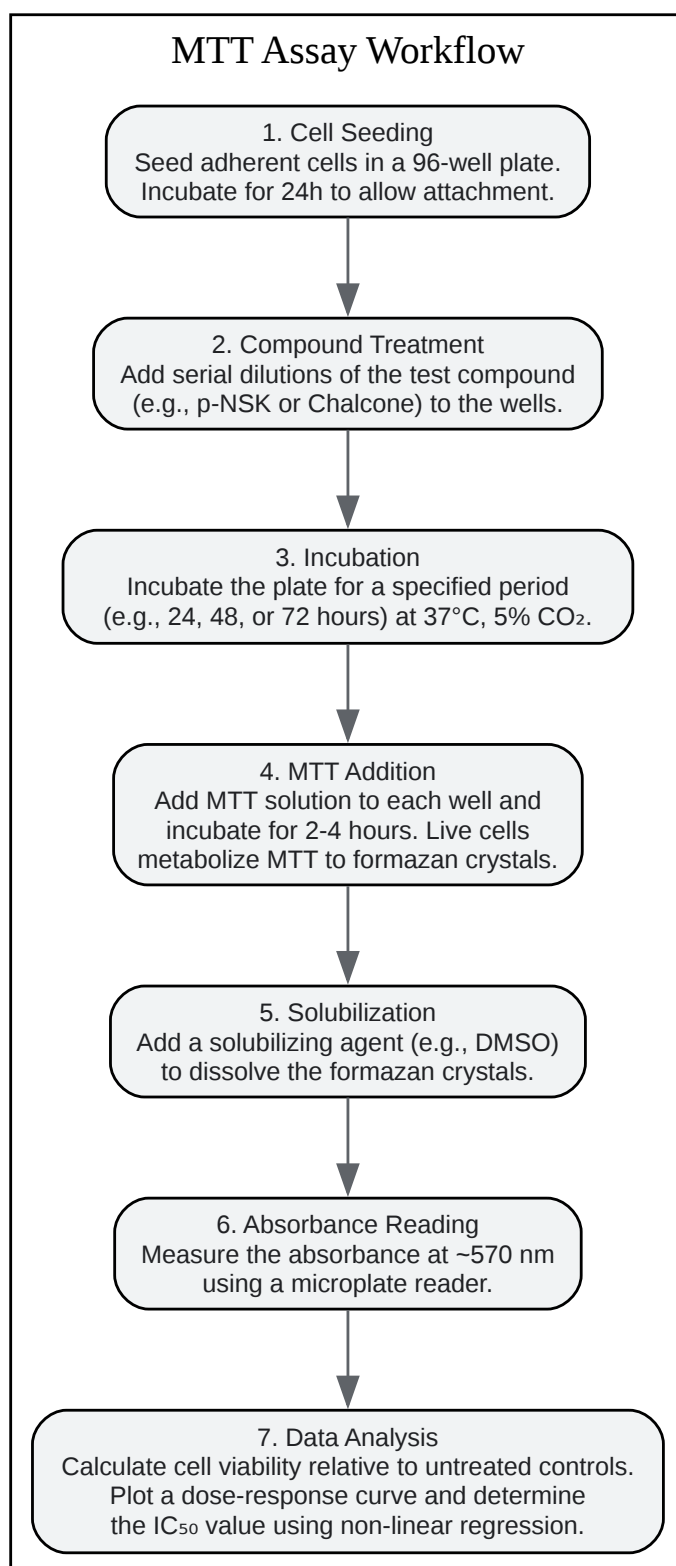 MTT Assay Workflow
1. Cell Seeding
Seed adherent cells in a 96-well plate.
Incubate for 24h to allow attachment.
2. Compound Treatment
Add serial dilutions of the test compound
(e.g., p-NSK or Chalcone) to the wells.
3. Incubation
Incubate the plate for a specified period
(e.g., 24, 48, or 72 hours) at 37°C, 5% CO₂.
4. MTT Addition
Add MTT solution to each well and
incubate for 2-4 hours. Live cells
metabolize MTT to formazan crystals.
5. Solubilization
Add a solubilizing agent (e.g., DMSO)
to dissolve the formazan crystals.
6. Absorbance Reading
Measure the absorbance at ~570 nm
using a microplate reader.
7. Data Analysis
Calculate cell viability relative to untreated controls.
Plot a dose-response curve and determine
the IC₅₀ value using non-linear regression.